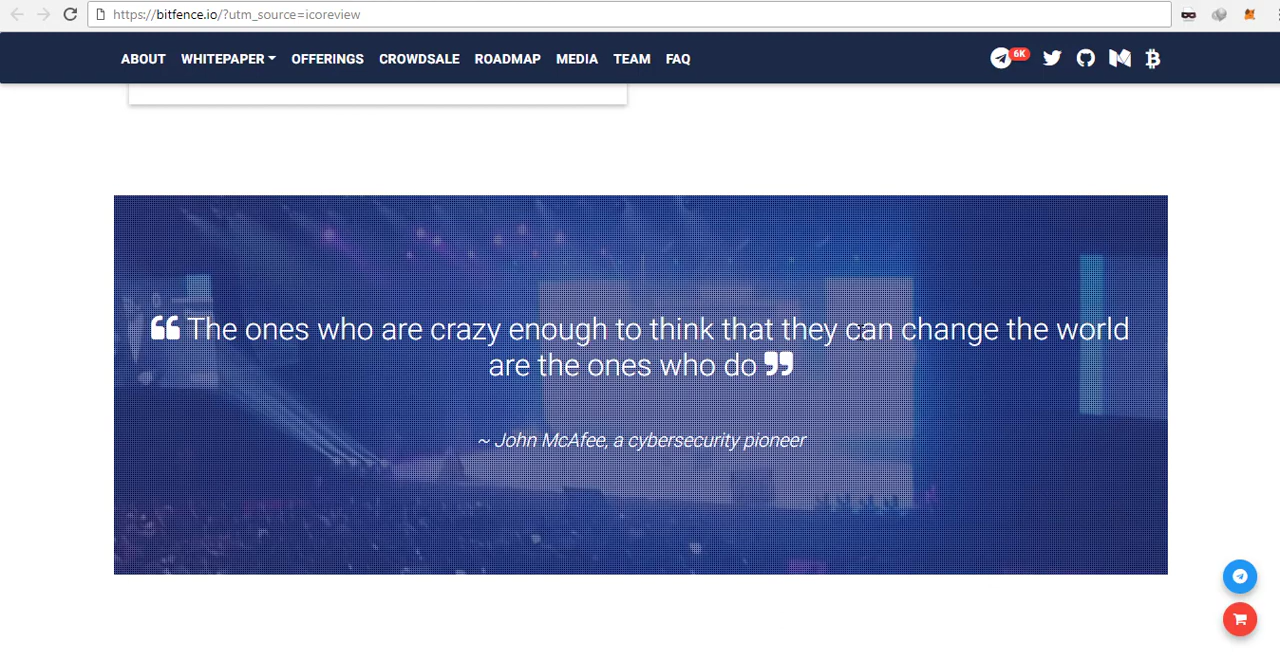 https://bitfence.io/?utm_source=icoreview
ABOUT WHITEPAPER OFFERINGS CROWDSALE ROADMAP MEDIA TEAM FAQ 6K
❝ The ones who are crazy enough to think that they can change the world
are the ones who do ❞
~ John McAfee, a cybersecurity pioneer